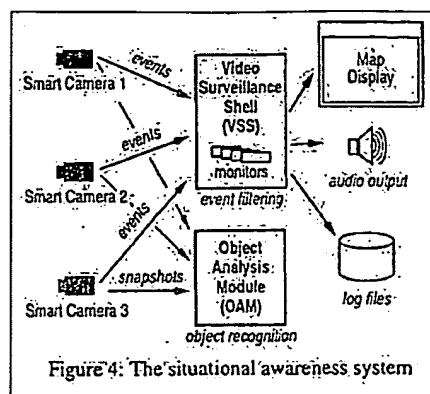 events
Smart Camera 1
Video
Surveillance
Shell
(VSS)
monitors
event filtering
Map
Display
events
Smart Camera 2
audio output
events
snapshots
Smart Camera 3
Object
Analysis
Module
(OAM)
object recognition
log files
Figure 4: The situational awareness system